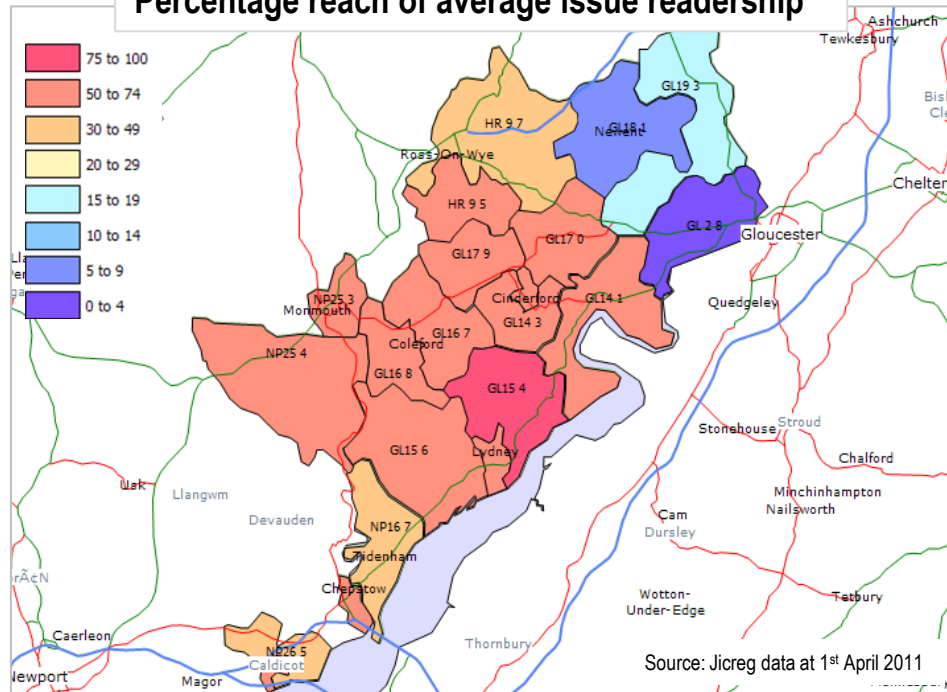 Percentage reach of average issue readership
75 to 100
50 to 74
30 to 49
20 to 29
15 to 19
10 to 14
5 to 9
0 to 4
Ashchurch
Tewkesbury
GL19 3
HR 9 7
GL18 1
Newent
Ross-On-Wye
HR 9 5
GL 2 8
Gloucester
GL17 0
GL17 9
NP25 3
Monmouth
Cinderford
GL14 1
GL14 3
Quedgeley
GL16 7
Coleford
NP25 4
GL16 8
GL15 4
GL15 6
Lydney
Stonehouse
Stroud
Chalford
Usk
Llangwm
Minchinhampton
Nailsworth
Devauden
NP16 7
Cam
Dursley
Tidenham
Chepstow
Wotton-
Under-Edge
Tetbury
Caerleon
Thornbury
NP26 5
Caldicot
Source: Jicreg data at 1st April 2011
Magor